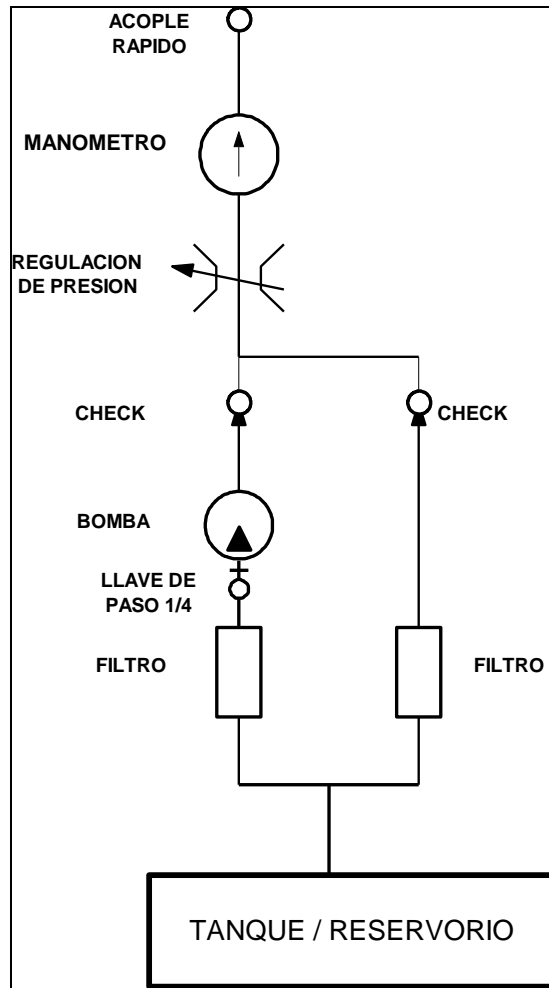 ACOPLE
RAPIDO
MANOMETRO
REGULACION
DE PRESION
CHECK
CHECK
BOMBA
LLAVE DE
PASO 1/4
FILTRO
FILTRO
TANQUE / RESERVORIO